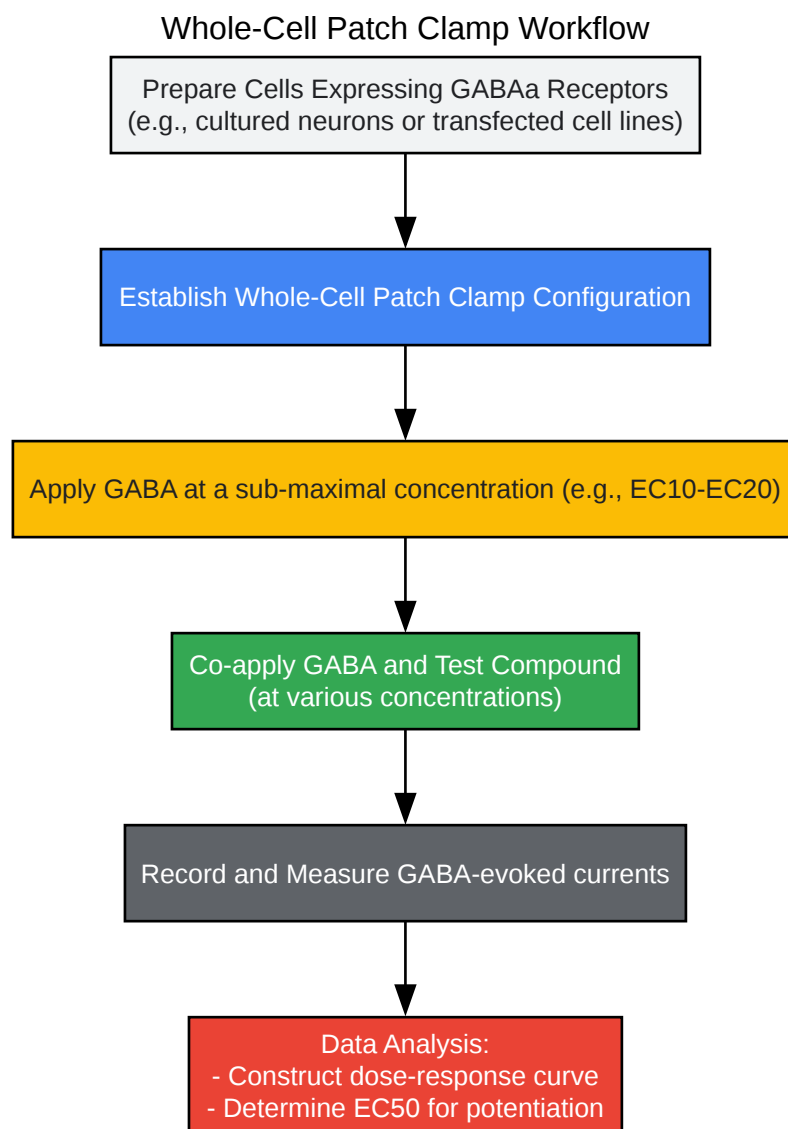 Whole-Cell Patch Clamp Workflow
Prepare Cells Expressing GABAa Receptors
(e.g., cultured neurons or transfected cell lines)
Establish Whole-Cell Patch Clamp Configuration
Apply GABA at a sub-maximal concentration (e.g., EC10-EC20)
Co-apply GABA and Test Compound
(at various concentrations)
Record and Measure GABA-evoked currents
Data Analysis:
- Construct dose-response curve
- Determine EC50 for potentiation